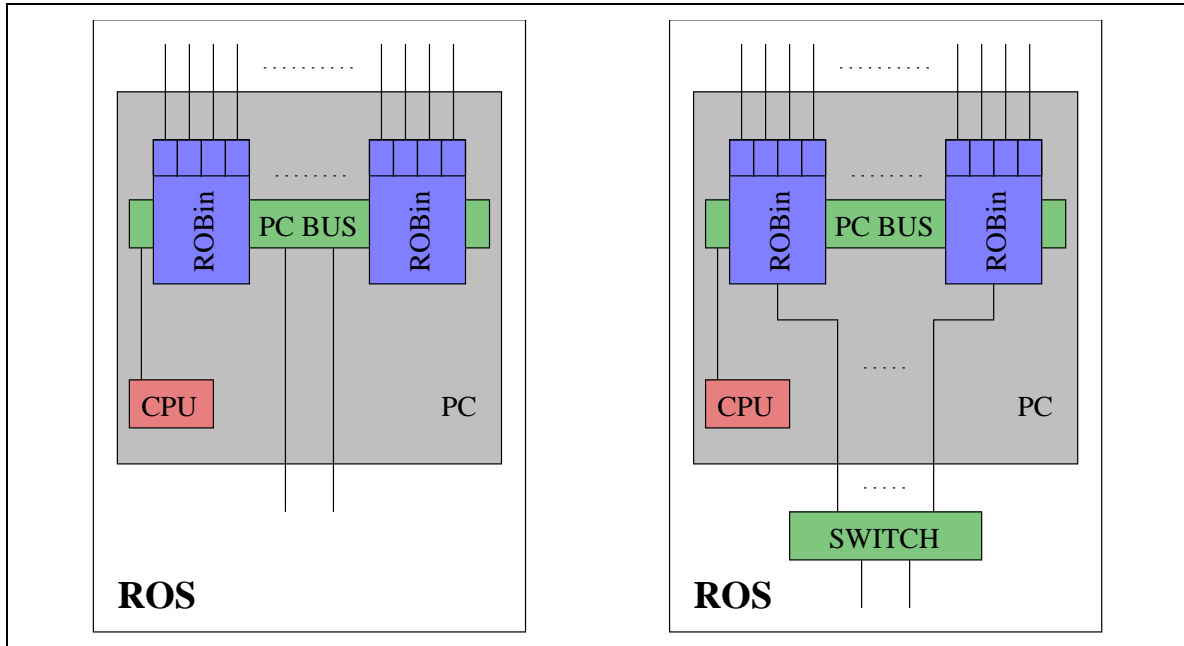 ROBin
PC BUS
ROBin
CPU
PC
ROS
ROBin
PC BUS
ROBin
CPU
PC
SWITCH
ROS